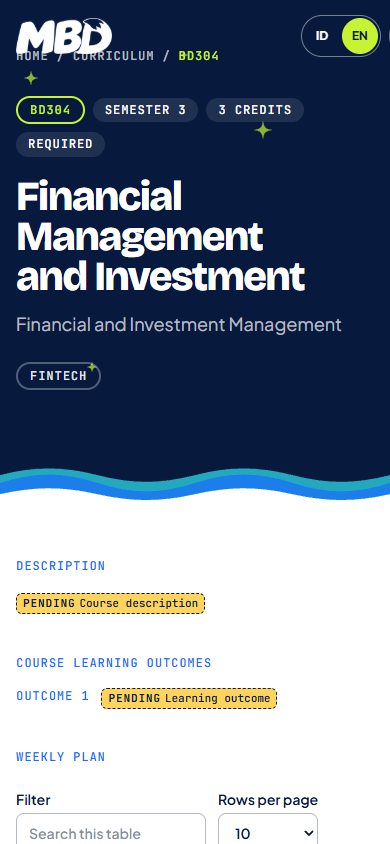 MBD
ID EN
HOME / CURRICULUM / BD304
BD304 SEMESTER 3 3 CREDITS
REQUIRED
Financial
Management
and Investment
Financial and Investment Management
FINTECH
DESCRIPTION
PENDING Course description
COURSE LEARNING OUTCOMES
OUTCOME 1 PENDING Learning outcome
WEEKLY PLAN
Filter Rows per page
Search this table 10